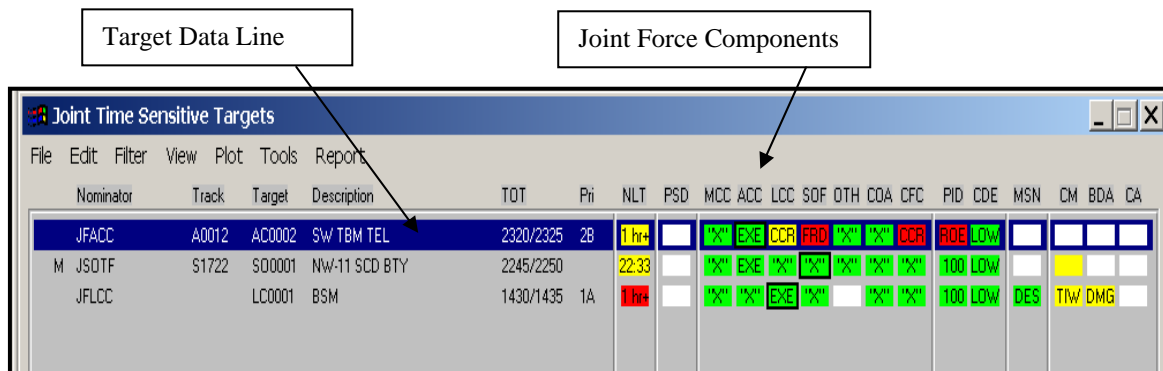 Target Data Line
Joint Force Components
Joint Time Sensitive Targets
File Edit Filter View Plot Tools Report
Nominator Track Target Description TOT Pri NLT PSD MCC ACC LCC SOF OTH COA CFC PID CDE MSN CM BDA CA
JFACC A0012 AC0002 SW TBM TEL 2320/2325 2B 1 hr+ "X" EXE CCR FRD "X" "X" CCR ROE LOW
M JSOTF S1722 SO0001 NW-11 SCD BTY 2245/2250 22:33 "X" EXE "X" "X" "X" "X" "X" 100 LOW
JFLCC LC0001 BSM 1430/1435 1A 1 hr+ "X" "X" EXE "X" "X" "X" 100 LOW DES TIW DMG